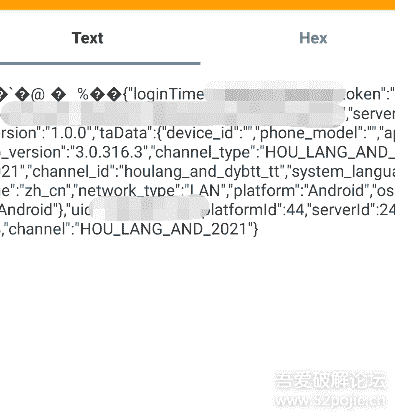 Text Hex
�`�@ � %��{"loginTime token":"
","server
ersion":"1.0.0","taData":{"device_id":"","phone_model":"","ap
_version":"3.0.316.3","channel_type":"HOU_LANG_AND_
21","channel_id":"houlang_and_dybtt_tt","system_langua
e":"zh_cn","network_type":"LAN","platform":"Android","os
Android"},"uid platformId":44,"serverId":24
,"channel":"HOU_LANG_AND_2021"}
吾爱破解论坛
www.52pojie.cn